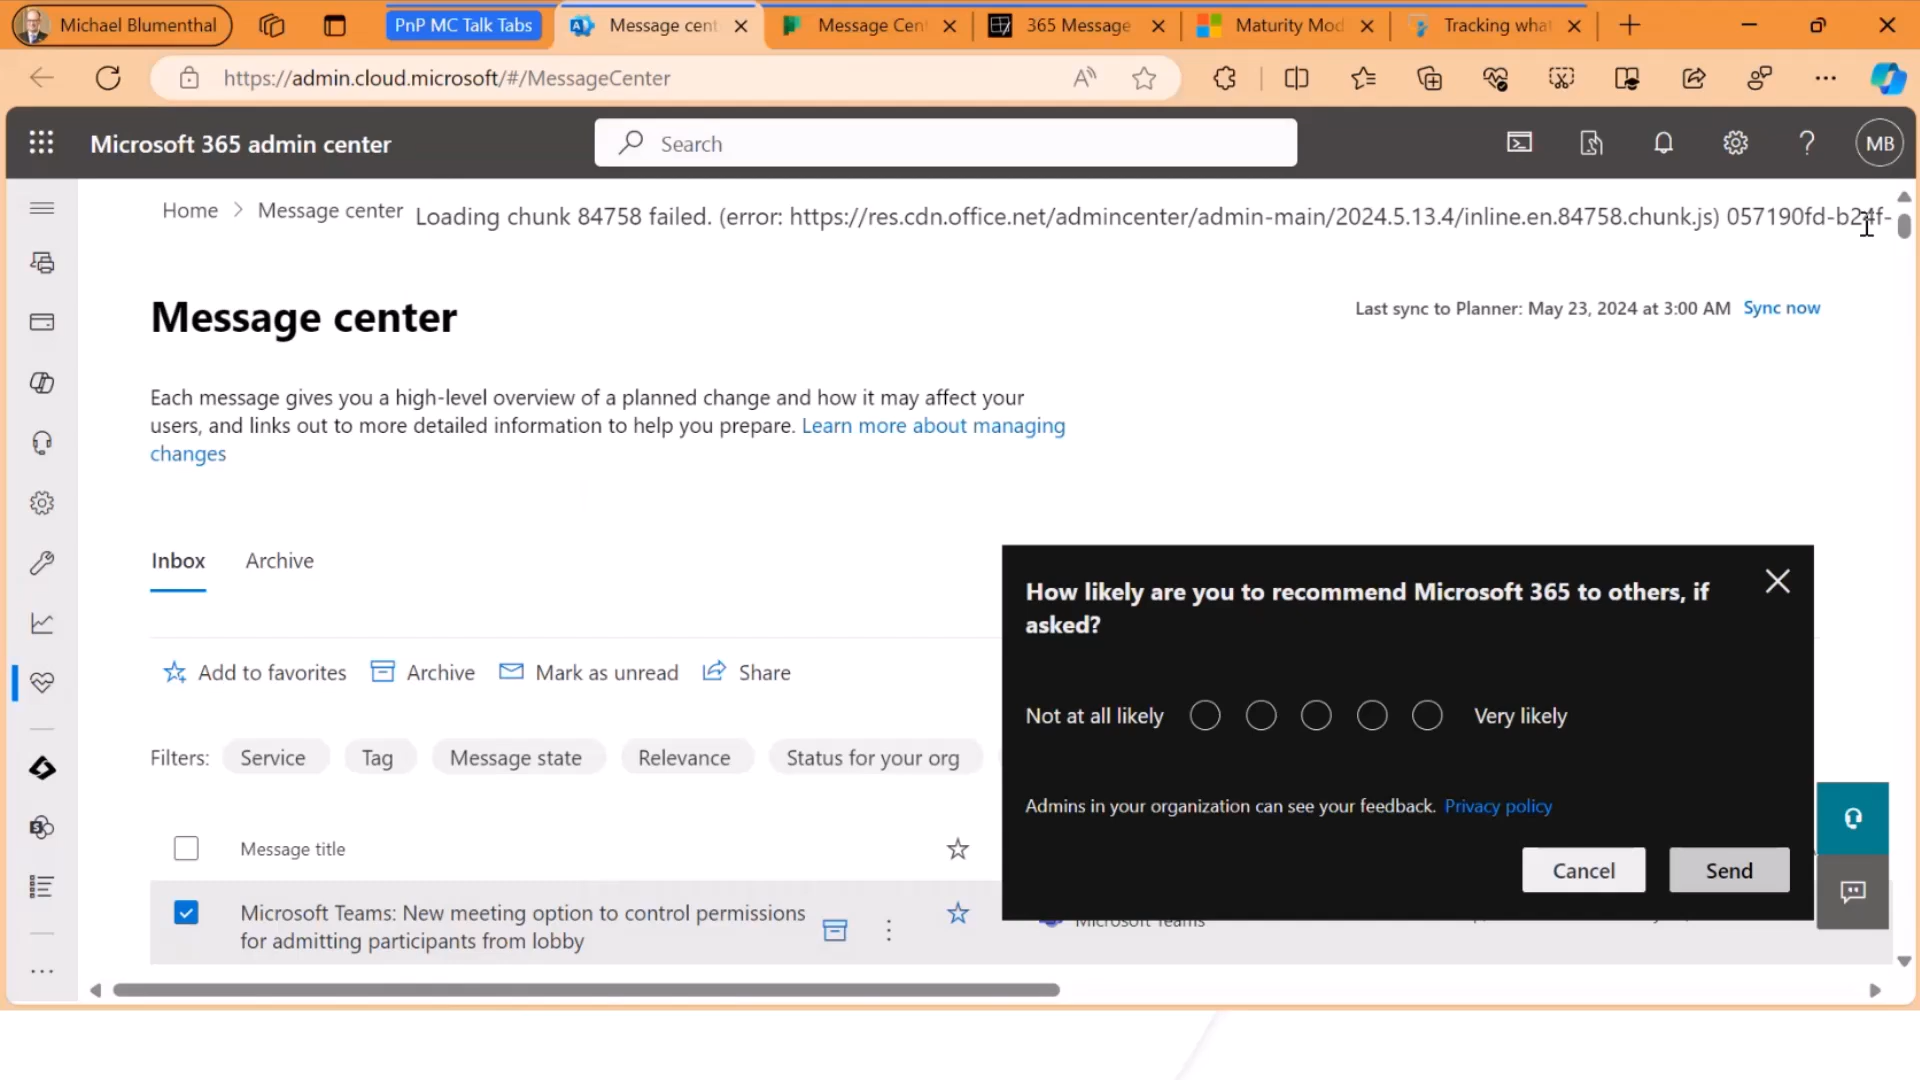 Michael Blumenthal
PnP MC Talk Tabs
Message cent
Message Cen
365 Message
Maturity Mod
Tracking what
https://admin.cloud.microsoft/#/MessageCenter
Microsoft 365 admin center
Search
MB
Home > Message center
Loading chunk 84758 failed. (error: https://res.cdn.office.net/admincenter/admin-main/2024.5.13.4/inline.en.84758.chunk.js) 057190fd-b24f-
Message center
Last sync to Planner: May 23, 2024 at 3:00 AM Sync now
Each message gives you a high-level overview of a planned change and how it may affect your
users, and links out to more detailed information to help you prepare. Learn more about managing
changes
Inbox Archive
Add to favorites Archive Mark as unread Share
Filters: Service Tag Message state Relevance Status for your org
Message title
Microsoft Teams: New meeting option to control permissions
for admitting participants from lobby
Microsoft Teams
How likely are you to recommend Microsoft 365 to others, if
asked?
Not at all likely Very likely
Admins in your organization can see your feedback. Privacy policy
Cancel Send